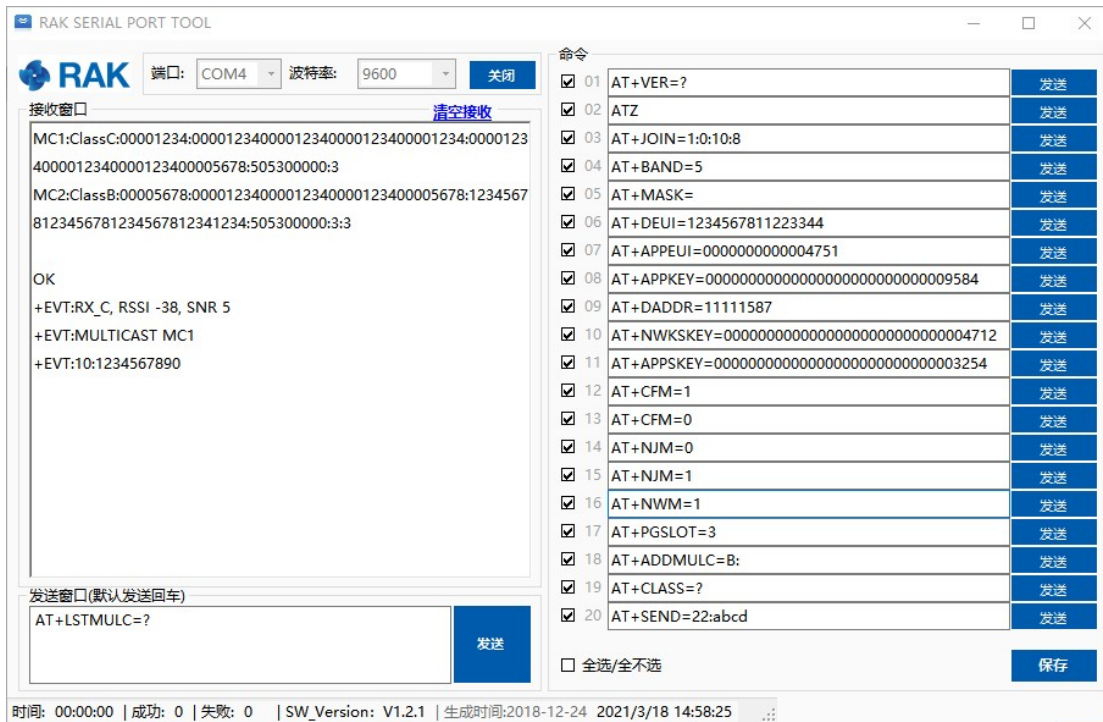 RAK SERIAL PORT TOOL
RAK 端口: COM4 波特率: 9600 关闭
接收窗口 清空接收
MC1:ClassC:00001234:00001234000012340000123400001234:0000123
4000012340000123400005678:505300000:3
MC2:ClassB:00005678:00001234000012340000123400005678:1234567
8123456781234567812341234:505300000:3:3
OK
+EVT:RX_C, RSSI -38, SNR 5
+EVT:MULTICAST MC1
+EVT:10:1234567890
发送窗口(默认发送回车)
AT+LSTMULC=?
发送
命令
01 AT+VER=? 发送
02 ATZ 发送
03 AT+JOIN=1:0:10:8 发送
04 AT+BAND=5 发送
05 AT+MASK= 发送
06 AT+DEUI=1234567811223344 发送
07 AT+APPEUI=0000000000004751 发送
08 AT+APPKEY=00000000000000000000000000009584 发送
09 AT+DADDR=11111587 发送
10 AT+NWKSKEY=00000000000000000000000000004712 发送
11 AT+APPSKEY=00000000000000000000000000003254 发送
12 AT+CFM=1 发送
13 AT+CFM=0 发送
14 AT+NJM=0 发送
15 AT+NJM=1 发送
16 AT+NWM=1 发送
17 AT+PGSLOT=3 发送
18 AT+ADDMULC=B: 发送
19 AT+CLASS=? 发送
20 AT+SEND=22:abcd 发送
全选/全不选 保存
时间: 00:00:00 |成功: 0 |失败: 0 |SW_Version: V1.2.1 |生成时间:2018-12-24 2021/3/18 14:58:25